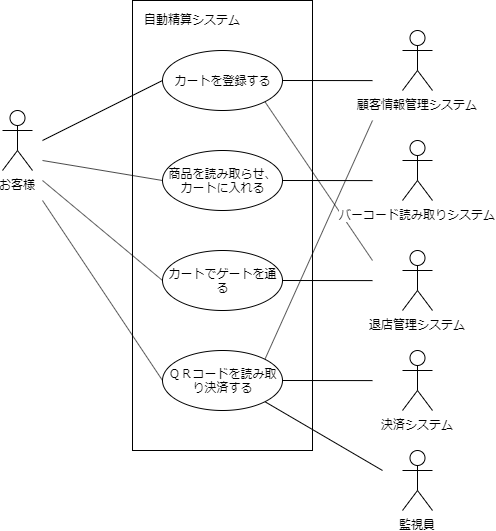 自動精算システム
カートを登録する
顧客情報管理システム
お客様
商品を読み取らせ、
カートに入れる
バーコード読み取りシステム
カートでゲートを通
る
退店管理システム
ＱＲコードを読み取
り決済する
決済システム
監視員